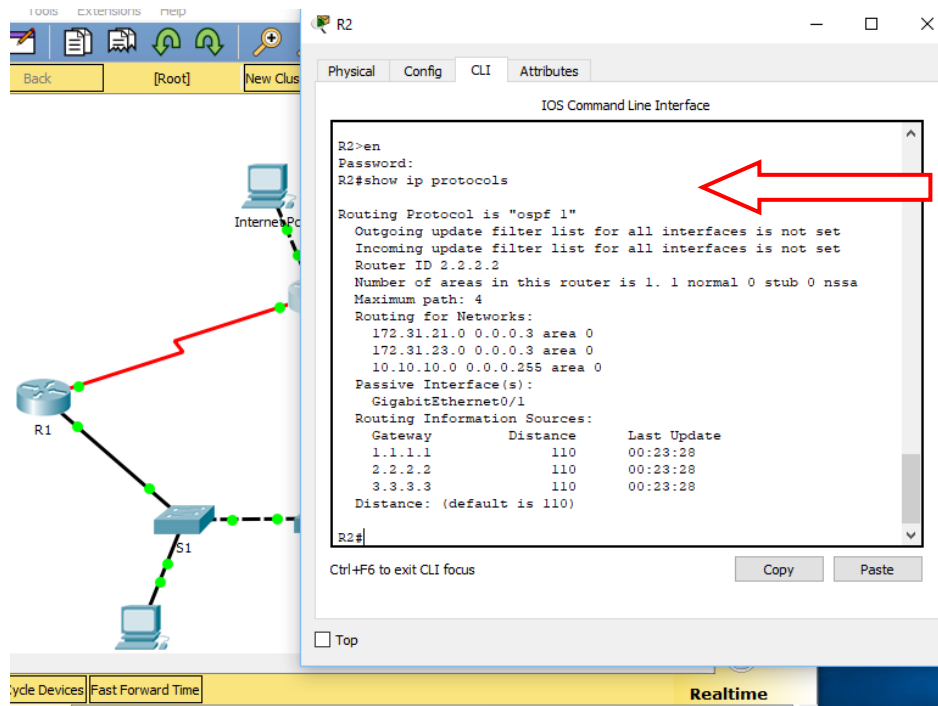 Tools Extensions Help
Back
[Root]
New Clus
Internet Pc
R1
S1
R2
Physical Config CLI Attributes
IOS Command Line Interface
R2>en
Password:
R2#show ip protocols
Routing Protocol is "ospf 1"
Outgoing update filter list for all interfaces is not set
Incoming update filter list for all interfaces is not set
Router ID 2.2.2.2
Number of areas in this router is 1. 1 normal 0 stub 0 nssa
Maximum path: 4
Routing for Networks:
172.31.21.0 0.0.0.3 area 0
172.31.23.0 0.0.0.3 area 0
10.10.10.0 0.0.0.255 area 0
Passive Interface(s):
GigabitEthernet0/1
Routing Information Sources:
Gateway Distance Last Update
1.1.1.1 110 00:23:28
2.2.2.2 110 00:23:28
3.3.3.3 110 00:23:28
Distance: (default is 110)
R2#
Ctrl+F6 to exit CLI focus
Copy
Paste
Top
ycle Devices Fast Forward Time
Realtime